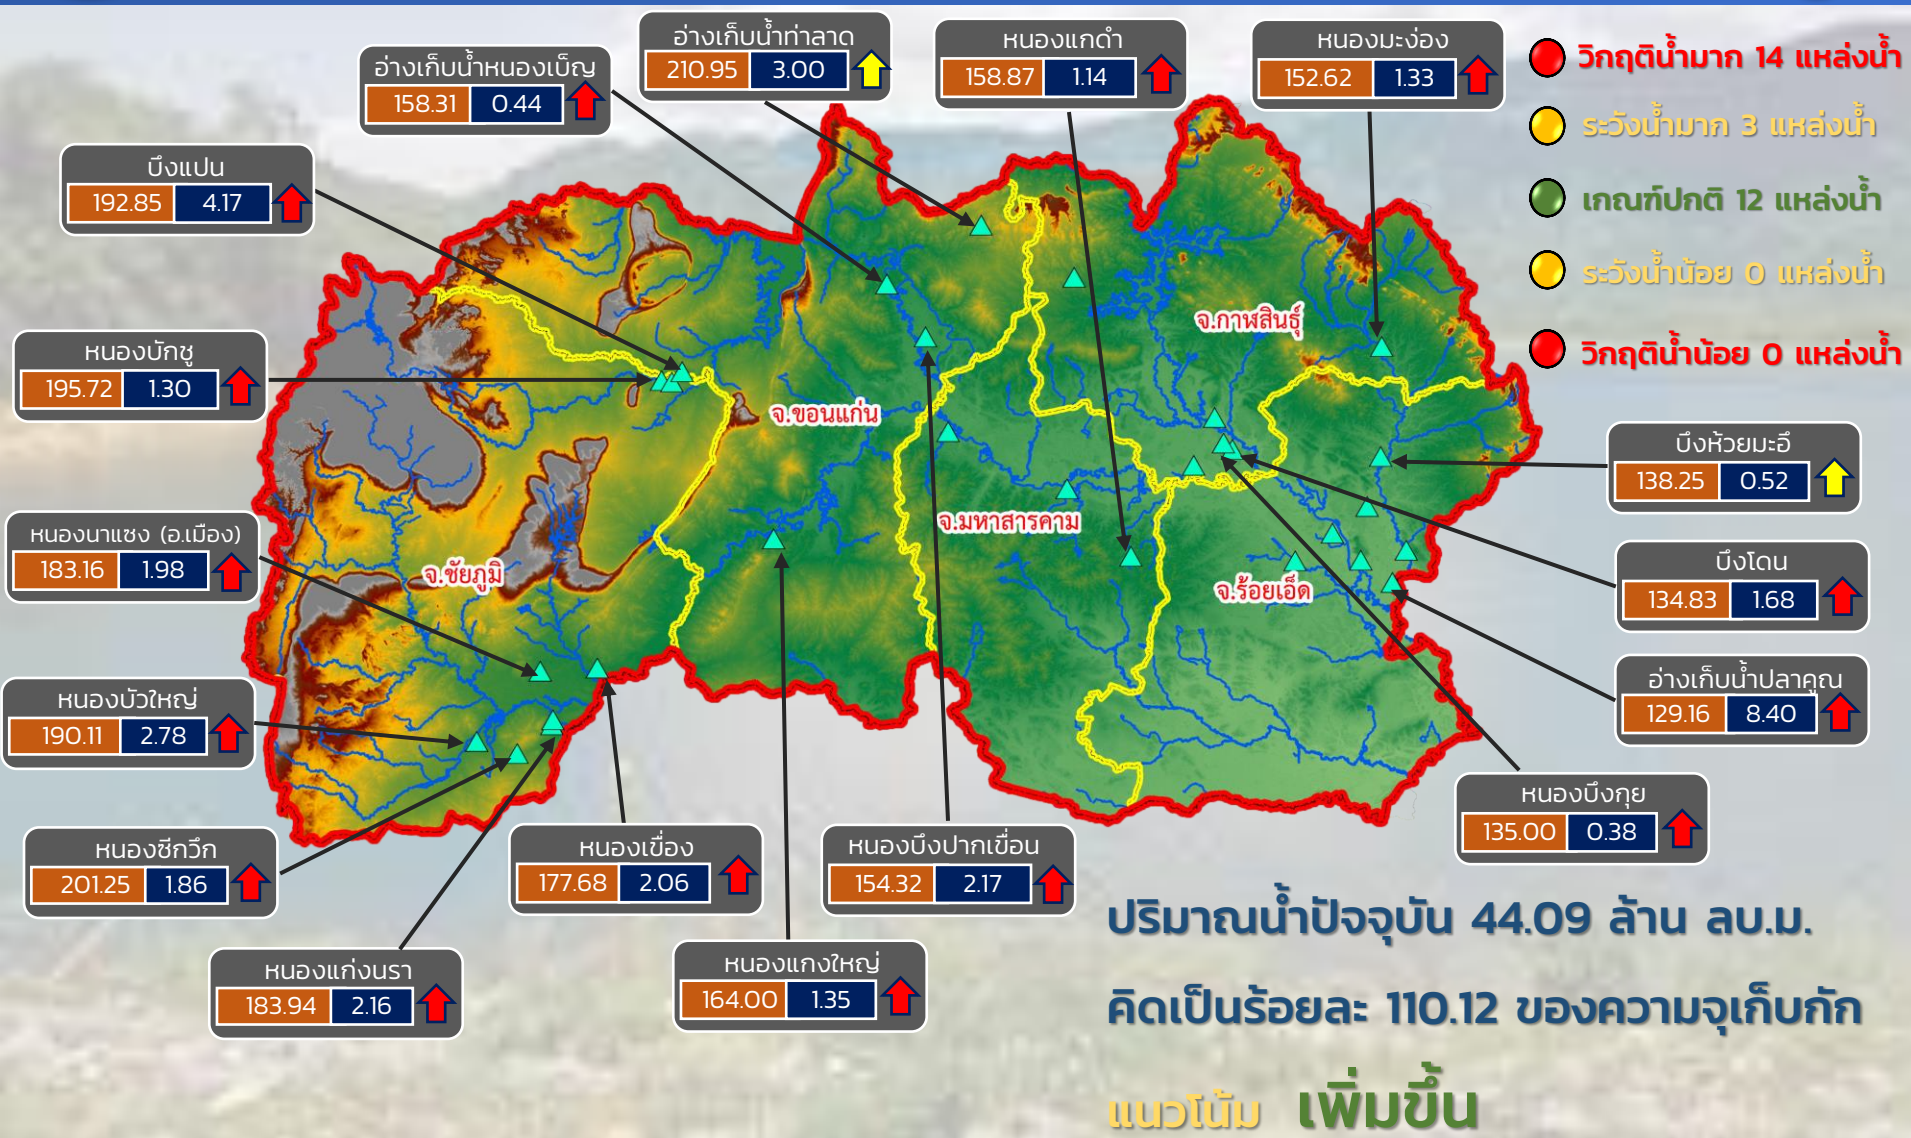 อ่างเก็บน้ำท่าลาด
210.95 3.00
หนองแกดำ
158.87 1.14
หนองมะง่อง
152.62 1.33
วิกฤติน้ำมาก 14 แหล่งน้ำ
อ่างเก็บน้ำหนองเบ็ญ
158.31 0.44
ระวังน้ำมาก 3 แหล่งน้ำ
บึงแปน
192.85 4.17
เกณฑ์ปกติ 12 แหล่งน้ำ
ระวังน้ำน้อย 0 แหล่งน้ำ
วิกฤติน้ำน้อย 0 แหล่งน้ำ
หนองบักซู
195.72 1.30
จ.กาฬสินธุ์
จ.ขอนแก่น
บึงห้วยมะอึ
138.25 0.52
หนองนาแซง (อ.เมือง)
183.16 1.98
จ.มหาสารคาม
จ.ชัยภูมิ
จ.ร้อยเอ็ด
บึงโดน
134.83 1.68
หนองบัวใหญ่
190.11 2.78
อ่างเก็บน้ำปลาคูณ
129.16 8.40
หนองบึงกุย
135.00 0.38
หนองซีกวึก
201.25 1.86
หนองเขื่อง
177.68 2.06
หนองบึงปากเขื่อน
154.32 2.17
หนองแก่งนรา
183.94 2.16
หนองแกงใหญ่
164.00 1.35
ปริมาณน้ำปัจจุบัน 44.09 ล้าน ลบ.ม.
คิดเป็นร้อยละ 110.12 ของความจุเก็บกัก
แนวโน้ม เพิ่มขึ้น